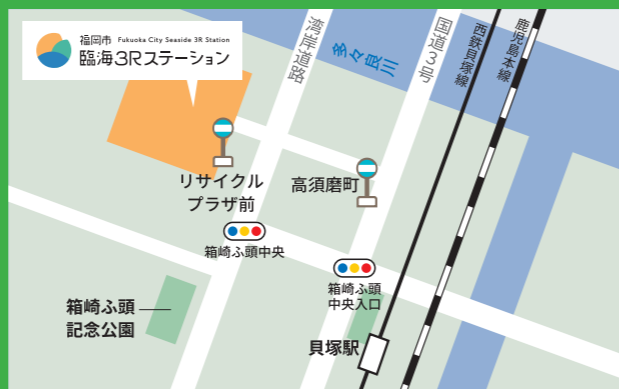 福岡市 Fukuoka City Seaside 3R Station
臨海3Rステーション
湾岸道路
多々良川
国道3号
西鉄貝塚線
鹿児島本線
リサイクル
プラザ前
高須磨町
箱崎ふ頭中央
箱崎ふ頭
中央入口
箱崎ふ頭
記念公園
貝塚駅